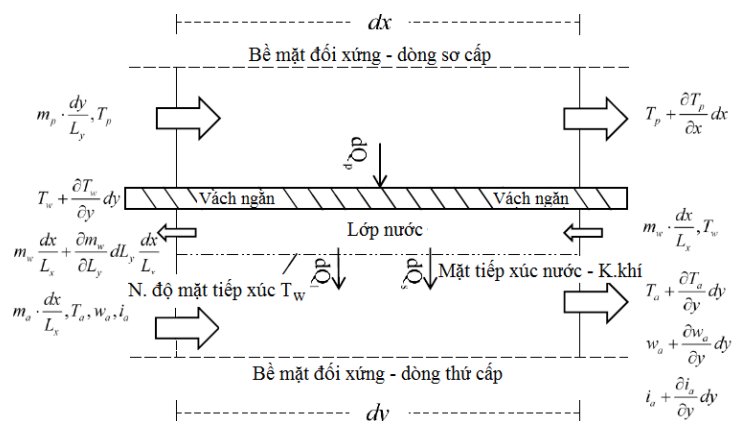 dx
Bề mặt đối xứng - dòng sơ cấp
m_p · dy/L_y, T_p
T_p + ∂T_p/∂x dx
dQ_p
T_w + ∂T_w/∂y dy
Vách ngăn
Vách ngăn
Lớp nước
m_w dx/L_x + ∂m_w/∂L_y dL_y dx/L_x
m_w · dx/L_x, T_w
dQ
dQ_s
Mặt tiếp xúc nước - K.khí
N. độ mặt tiếp xúc T_w
m_a · dx/L_x, T_a, w_a, i_a
T_a + ∂T_a/∂y dy
w_a + ∂w_a/∂y dy
Bề mặt đối xứng - dòng thứ cấp
i_a + ∂i_a/∂y dy
dy